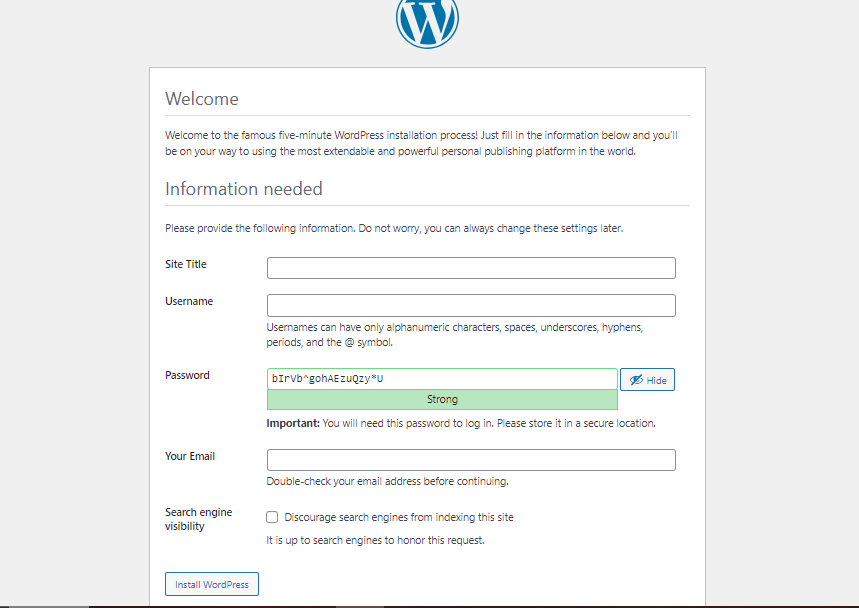 Welcome
Welcome to the famous five-minute WordPress installation process! Just fill in the information below and you'll
be on your way to using the most extendable and powerful personal publishing platform in the world.
Information needed
Please provide the following information. Do not worry, you can always change these settings later.
Site Title
Username
Usernames can have only alphanumeric characters, spaces, underscores, hyphens,
periods, and the @ symbol.
Password
bIrVb^gohAEzuQzy*U
Hide
Strong
Important: You will need this password to log in. Please store it in a secure location.
Your Email
Double-check your email address before continuing.
Search engine
visibility
Discourage search engines from indexing this site
It is up to search engines to honor this request.
Install WordPress